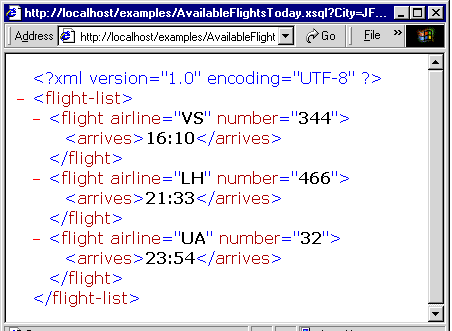 http://localhost/examples/AvailableFlightsToday.xsql?City=JF...
Address http://localhost/examples/AvailableFlight Go File »
<?xml version="1.0" encoding="UTF-8" ?>
- <flight-list>
- <flight airline="VS" number="344">
<arrives>16:10</arrives>
</flight>
- <flight airline="LH" number="466">
<arrives>21:33</arrives>
</flight>
- <flight airline="UA" number="32">
<arrives>23:54</arrives>
</flight>
</flight-list>